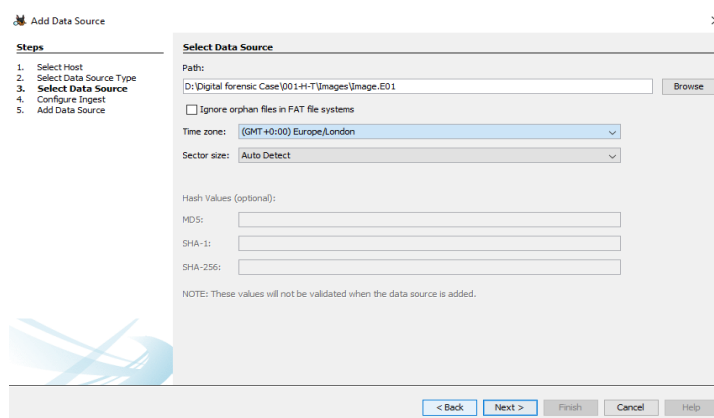 Add Data Source
Steps
1. Select Host
2. Select Data Source Type
3. Select Data Source
4. Configure Ingest
5. Add Data Source
Select Data Source
Path:
D:\Digital forensic Case\001-H-T\Images\Image.E01
Browse
Ignore orphan files in FAT file systems
Time zone: (GMT+0:00) Europe/London
Sector size: Auto Detect
Hash Values (optional):
MD5:
SHA-1:
SHA-256:
NOTE: These values will not be validated when the data source is added.
< Back Next > Finish Cancel Help